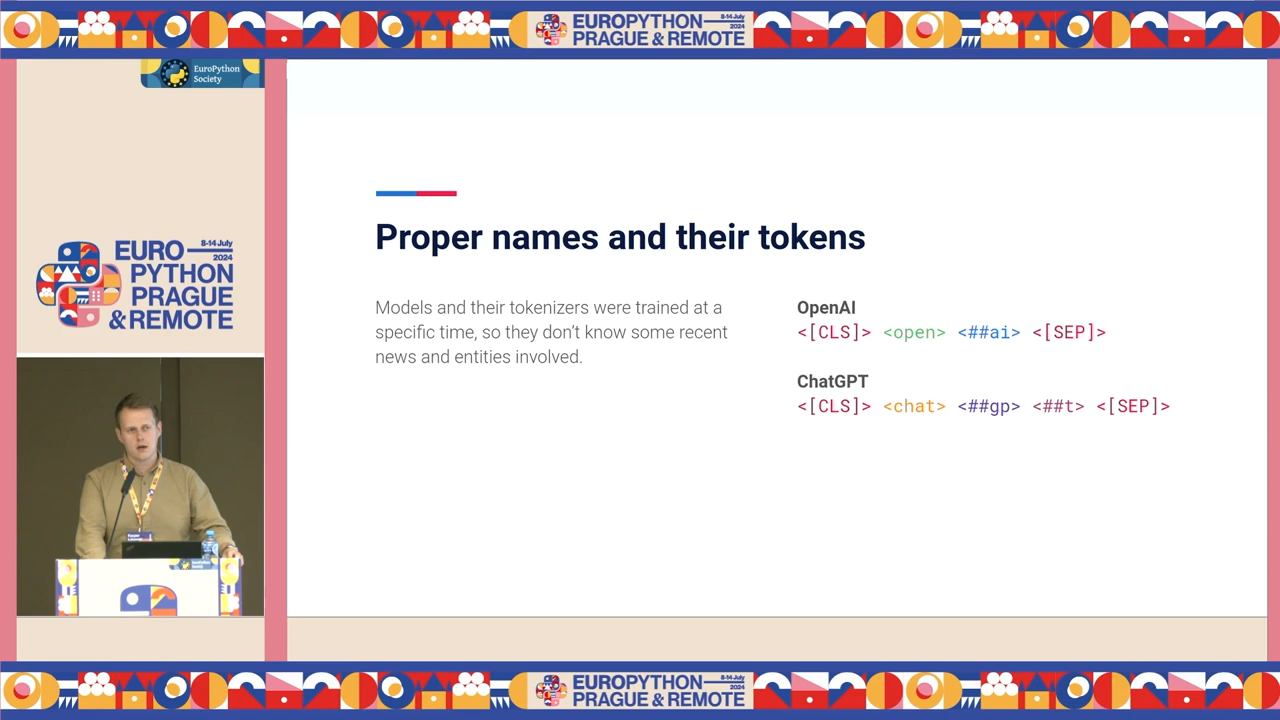 EUROPYTHON
8-14 July
2024
PRAGUE & REMOTE
EuroPython
Society
EURO
8-14 July
2024
PYTHON
PRAGUE
& REMOTE
Proper names and their tokens
Models and their tokenizers were trained at a
specific time, so they don’t know some recent
news and entities involved.
OpenAI
<[CLS]> <open> <##ai> <[SEP]>
ChatGPT
<[CLS]> <chat> <##gp> <##t> <[SEP]>
EUROPYTHON
8-14 July
2024
PRAGUE & REMOTE